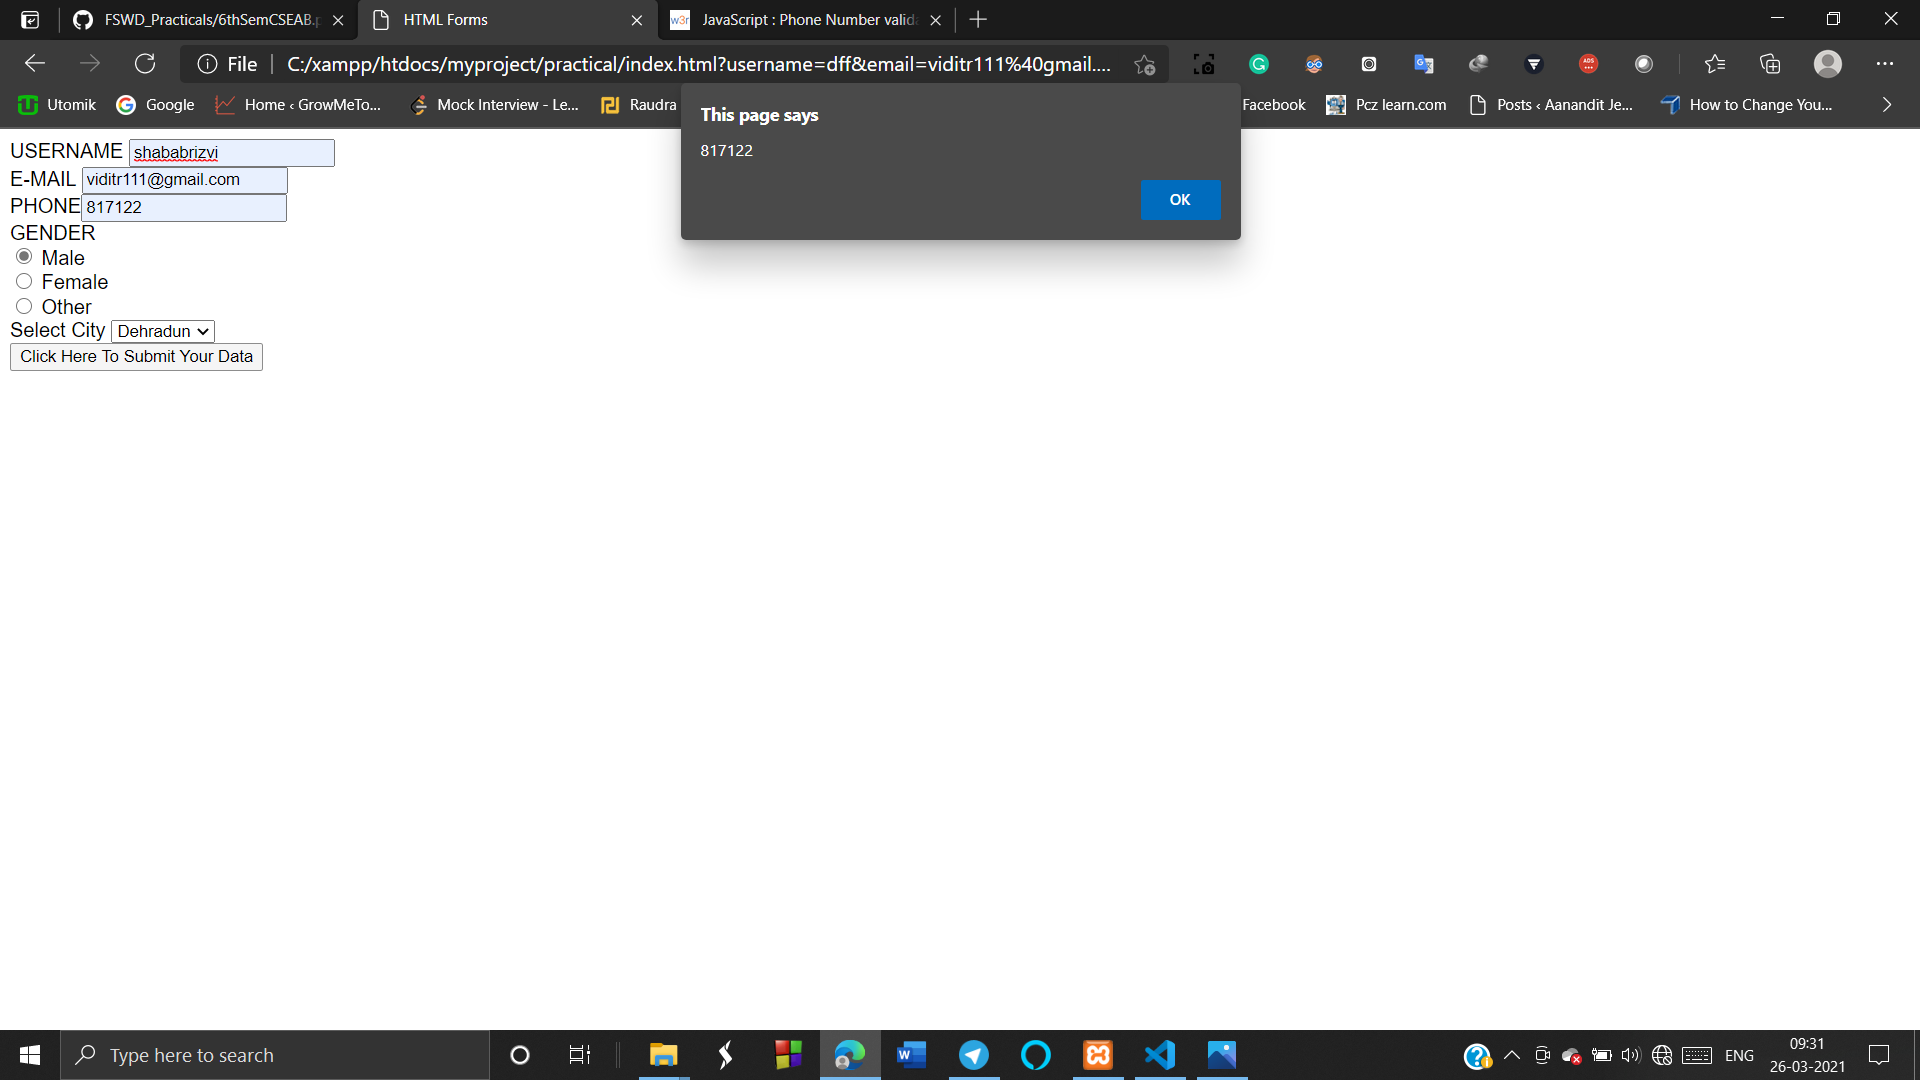 FSWD_Practicals/6thSemCSEAB.p
HTML Forms
w3r JavaScript : Phone Number valida
File C:/xampp/htdocs/myproject/practical/index.html?username=dff&email=viditr111%40gmail....
Utomik Google Home ‹ GrowMeTo... Mock Interview - Le... Raudra Facebook Pcz learn.com Posts ‹ Aanandit Je... How to Change You...
This page says
817122
OK
USERNAME shababrizvi
E-MAIL viditr111@gmail.com
PHONE 817122
GENDER
Male
Female
Other
Select City Dehradun
Click Here To Submit Your Data
Type here to search
ENG
09:31
26-03-2021